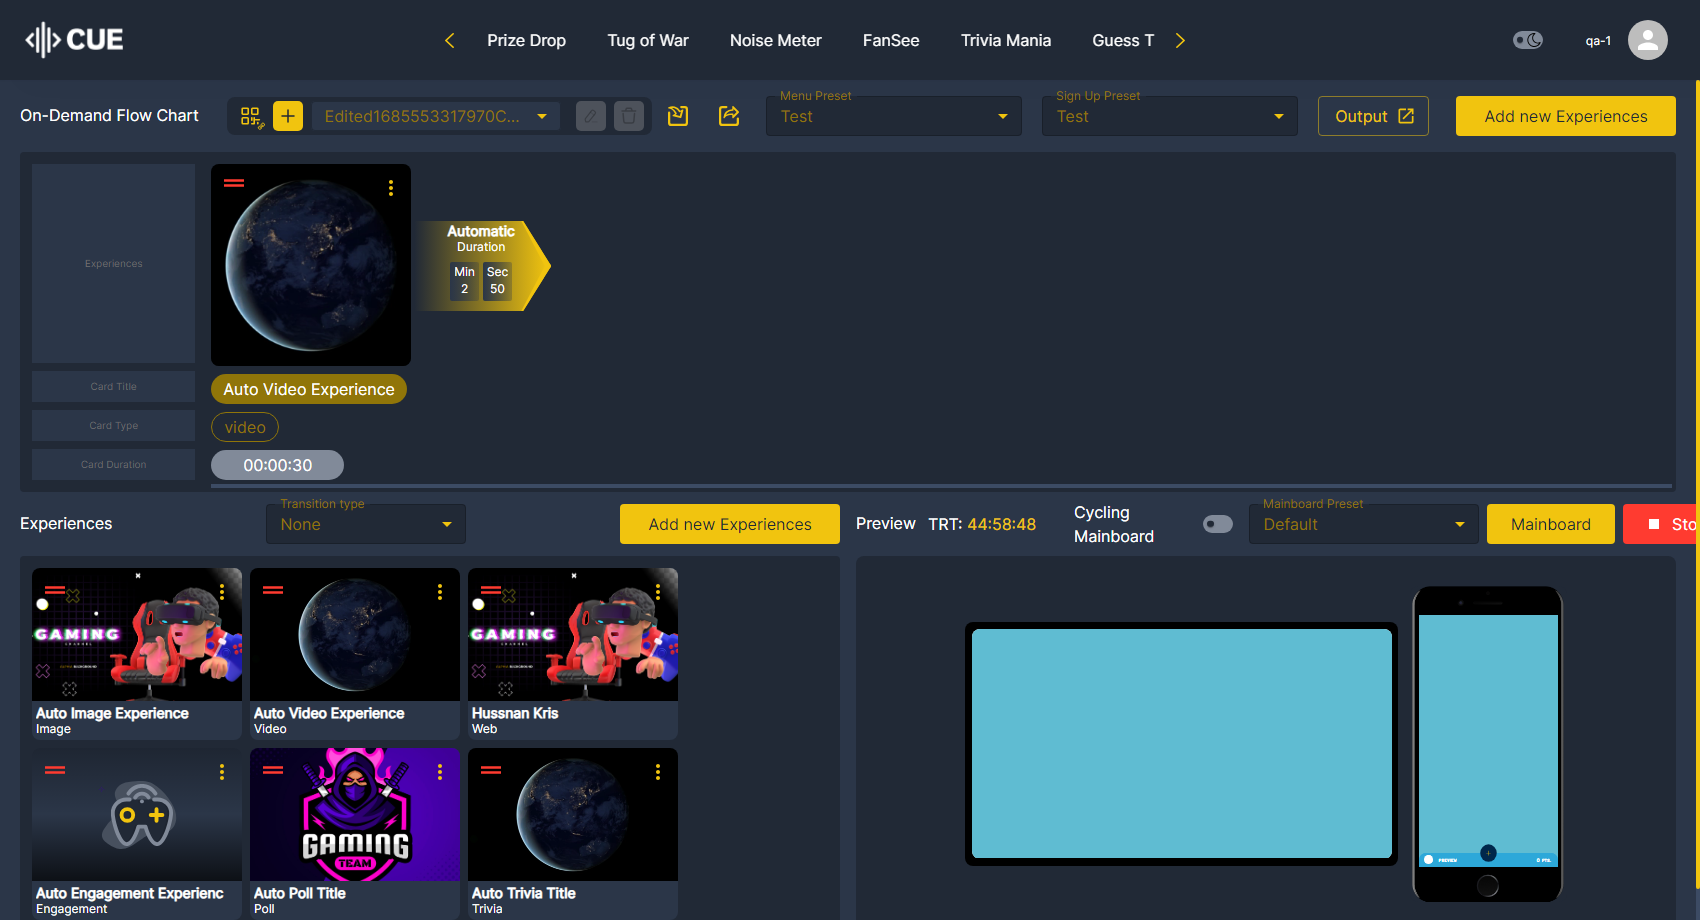 CUE
Prize Drop
Tug of War
Noise Meter
FanSee
Trivia Mania
Guess T
qa-1
On-Demand Flow Chart
Edited1685553317970C...
Menu Preset
Test
Sign Up Preset
Test
Output
Add new Experiences
Experiences
Automatic
Duration
Min
2
Sec
50
Card Title
Auto Video Experience
Card Type
video
Card Duration
00:00:30
Experiences
Transition type
None
Add new Experiences
Preview
TRT: 44:58:48
Cycling
Mainboard
Mainboard Preset
Default
Mainboard
Sto
GAMING
CHANNEL
Auto Image Experience
Image
Auto Video Experience
Video
GAMING
CHANNEL
Hussnan Kris
Web
Auto Engagement Experienc
Engagement
GAMING
TEAM
Auto Poll Title
Poll
Auto Trivia Title
Trivia
PREVIEW
0 PTS.